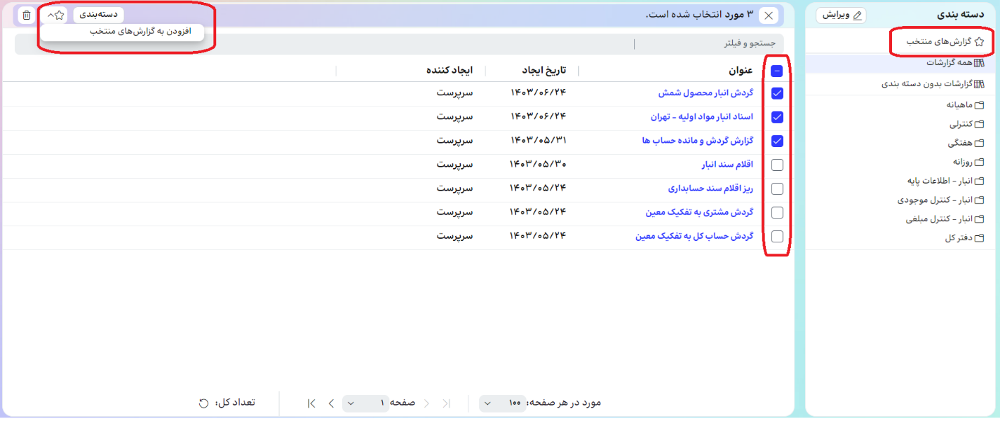 دسته بندی
ویرایش
گزارش‌های منتخب
همه گزارشات
گزارشات بدون دسته بندی
ماهیانه
کنترلی
هفتگی
روزانه
انبار - اطلاعات پایه
انبار - کنترل موجودی
انبار - کنترل مبلغی
دفتر کل
۳ مورد انتخاب شده است.
دسته‌بندی
افزودن به گزارش‌های منتخب
جستجو و فیلتر
عنوان تاریخ ایجاد ایجاد کننده
گردش انبار محصول شمش ۱۴۰۳/۰۶/۲۴ سرپرست
اسناد انبار مواد اولیه - تهران ۱۴۰۳/۰۶/۲۴ سرپرست
گزارش گردش و مانده حساب ها ۱۴۰۳/۰۵/۳۱ سرپرست
اقلام سند انبار ۱۴۰۳/۰۵/۳۰ سرپرست
ریز اقلام سند حسابداری ۱۴۰۳/۰۵/۲۴ سرپرست
گردش مشتری به تفکیک معین ۱۴۰۳/۰۵/۲۴ سرپرست
گردش حساب کل به تفکیک معین ۱۴۰۳/۰۵/۲۴ سرپرست
مورد در هر صفحه: ۱۰۰ صفحه ۱ تعداد کل: